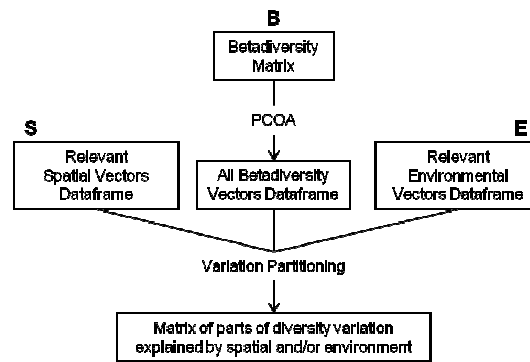 B
Betadiversity
Matrix
PCOA
S
E
Relevant
Spatial Vectors
Dataframe
All Betadiversity
Vectors Dataframe
Relevant
Environmental
Vectors Dataframe
Variation Partitioning
Matrix of parts of diversity variation
explained by spatial and/or environment